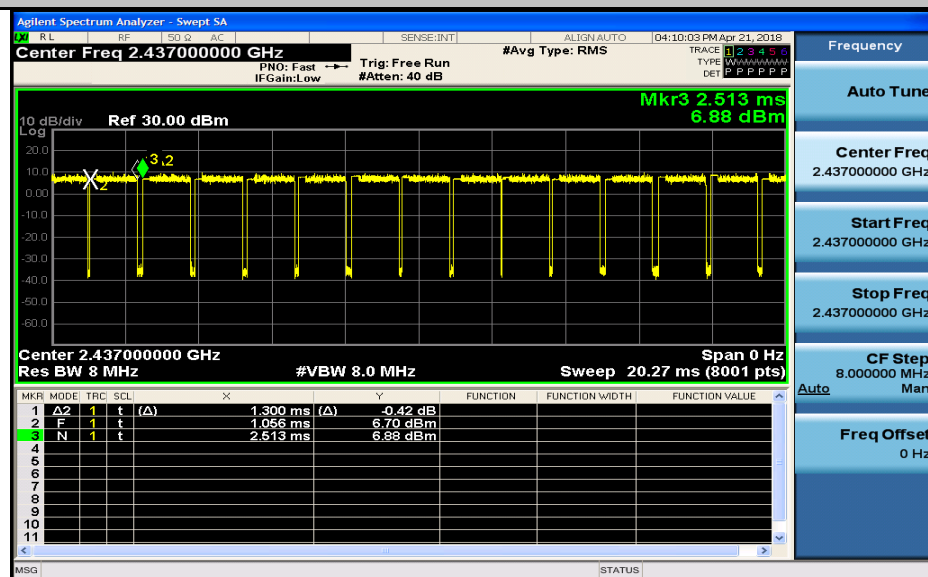 Agilent Spectrum Analyzer - Swept SA
LXI RL RF 50 Ω AC SENSE:INT ALIGN AUTO 04:10:03 PM Apr 21, 2018
Center Freq 2.437000000 GHz
PNO: Fast
IFGain:Low
Trig: Free Run
#Atten: 40 dB
#Avg Type: RMS
TRACE 1 2 3 4 5 6
TYPE WWWWWW
DET P P P P P P
Mkr3 2.513 ms
6.88 dBm
10 dB/div Ref 30.00 dBm
Log
20.0
10.0
0.00
-10.0
-20.0
-30.0
-40.0
-50.0
-60.0
2
3
2
Center 2.437000000 GHz Span 0 Hz
Res BW 8 MHz #VBW 8.0 MHz Sweep 20.27 ms (8001 pts)
MKR MODE TRC SCL X Y FUNCTION FUNCTION WIDTH FUNCTION VALUE
1 Δ2 1 t (Δ) 1.300 ms (Δ) -0.42 dB
2 F 1 t 1.056 ms 6.70 dBm
3 N 1 t 2.513 ms 6.88 dBm
4
5
6
7
8
9
10
11
MSG STATUS
Frequency
Auto Tune
Center Freq
2.437000000 GHz
Start Freq
2.437000000 GHz
Stop Freq
2.437000000 GHz
CF Step
8.000000 MHz
Auto Man
Freq Offset
0 Hz